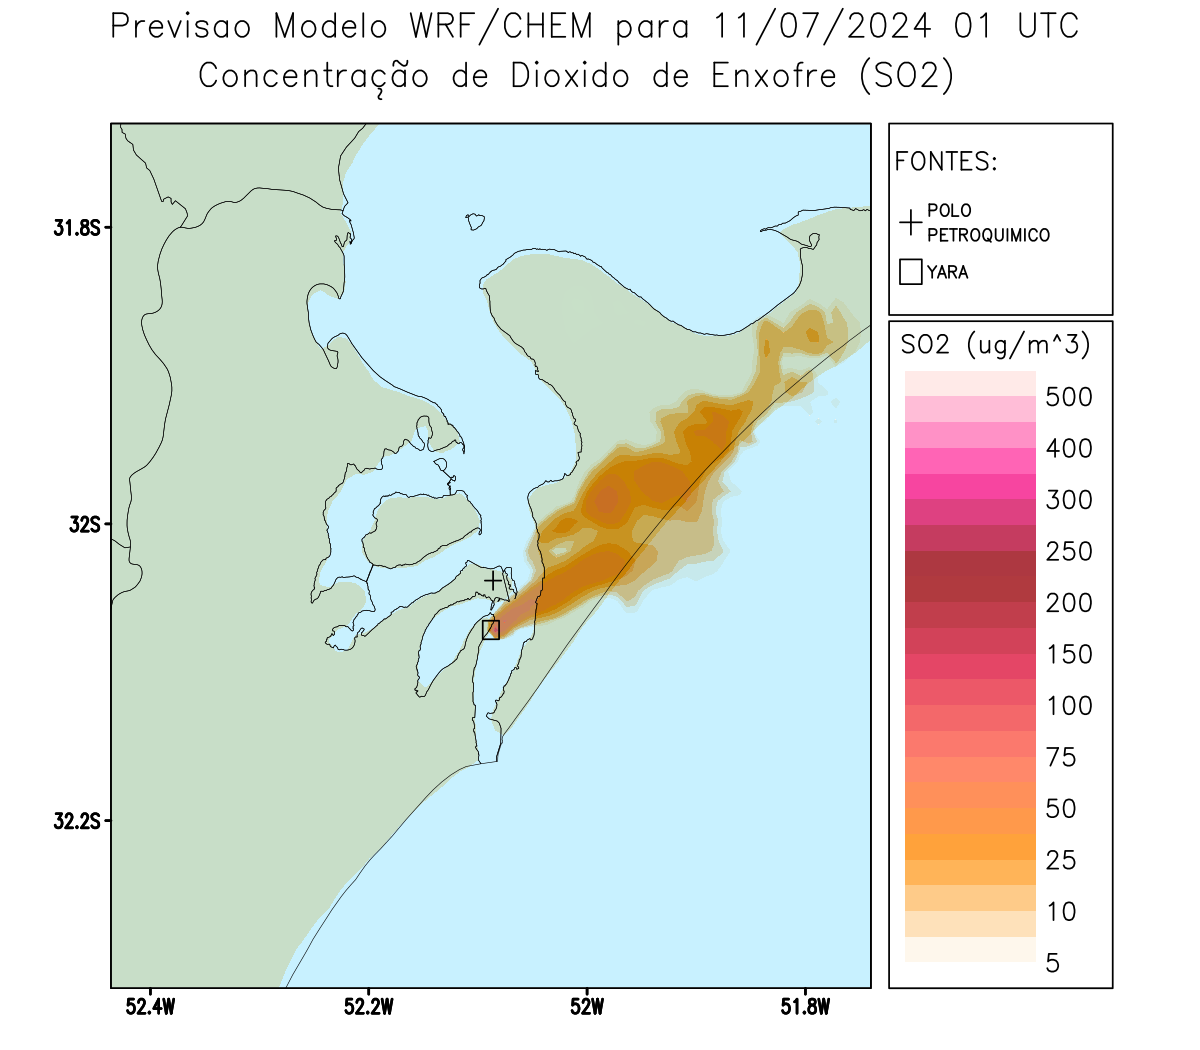 Previsao Modelo WRF/CHEM para 11/07/2024 01 UTC
Concentração de Dioxido de Enxofre (SO2)
FONTES:
POLO
PETROQUIMICO
YARA
31.8S
32S
32.2S
52.4W
52.2W
52W
51.8W
SO2 (ug/m^3)
500
400
300
250
200
150
100
75
50
25
10
5